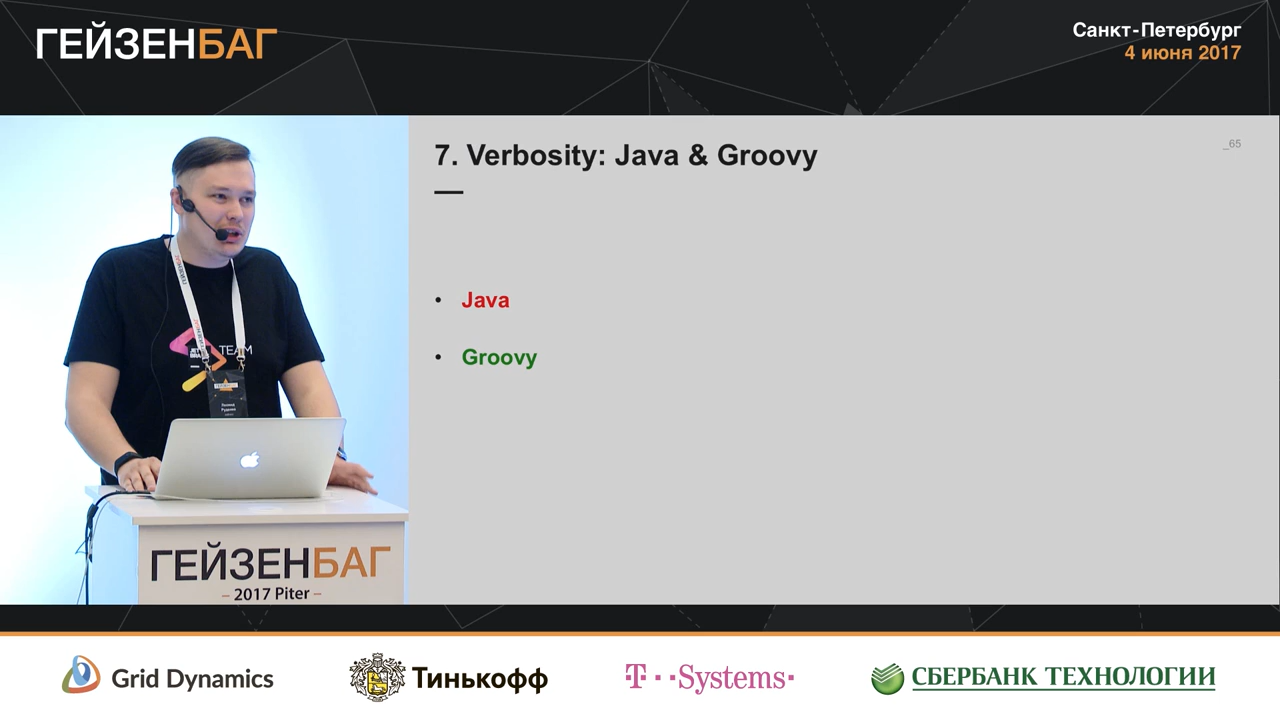 ГЕЙЗЕНБАГ
Санкт-Петербург
4 июня 2017
7. Verbosity: Java & Groovy
_65
• Java
• Groovy
TEAM
ГЕЙЗЕНБАГ
– 2017 Piter –
Grid Dynamics
Тинькофф
T · · Systems ·
СБЕРБАНК ТЕХНОЛОГИИ